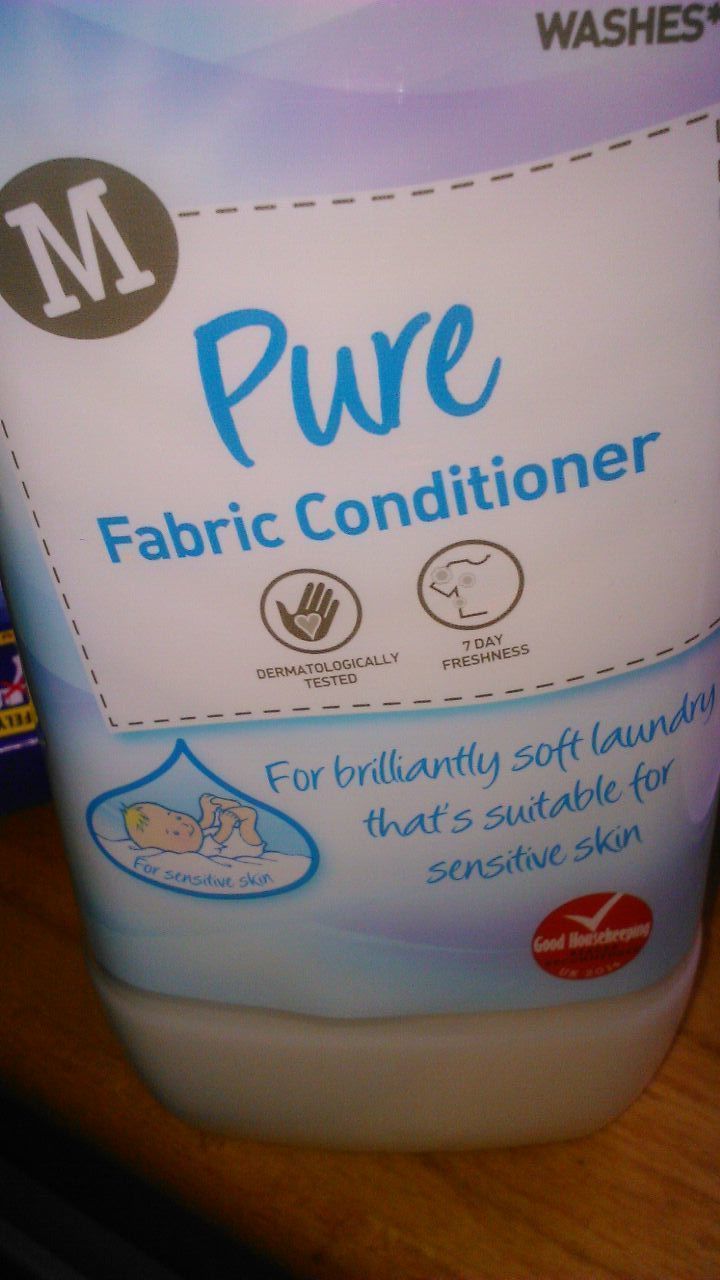 WASHES*
M
Pure
Fabric Conditioner
DERMATOLOGICALLY
TESTED
7 DAY
FRESHNESS
For brilliantly soft laundry
that's suitable for
sensitive skin
For sensitive skin
Good Housekeeping